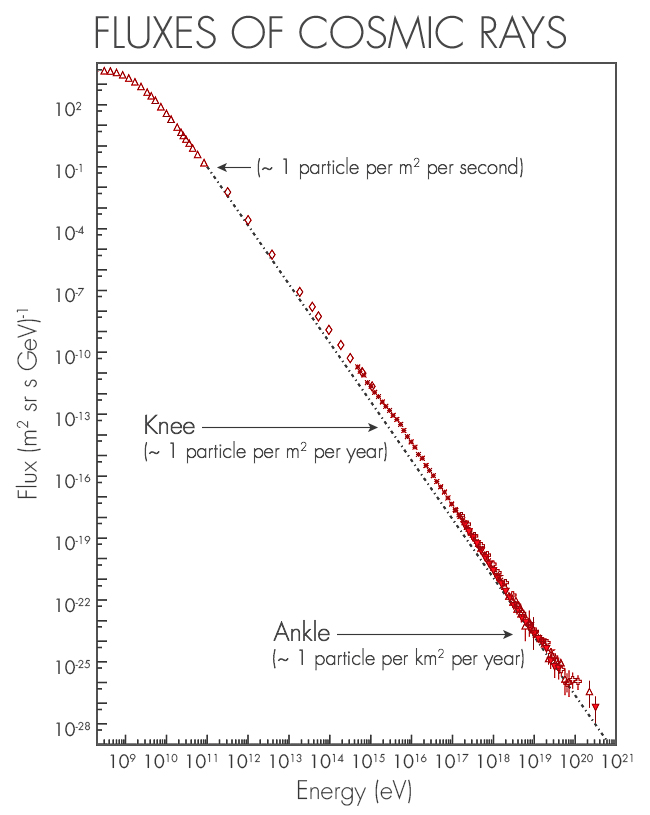 FLUXES OF COSMIC RAYS
10²
(~ 1 particle per m² per second)
10⁻¹
10⁻⁴
10⁻⁷
10⁻¹⁰
10⁻¹³
Knee
(~ 1 particle per m² per year)
10⁻¹⁶
10⁻¹⁹
10⁻²²
Ankle
(~ 1 particle per km² per year)
10⁻²⁵
10⁻²⁸
Flux (m² sr s GeV)⁻¹
10⁹ 10¹⁰ 10¹¹ 10¹² 10¹³ 10¹⁴ 10¹⁵ 10¹⁶ 10¹⁷ 10¹⁸ 10¹⁹ 10²⁰ 10²¹
Energy (eV)